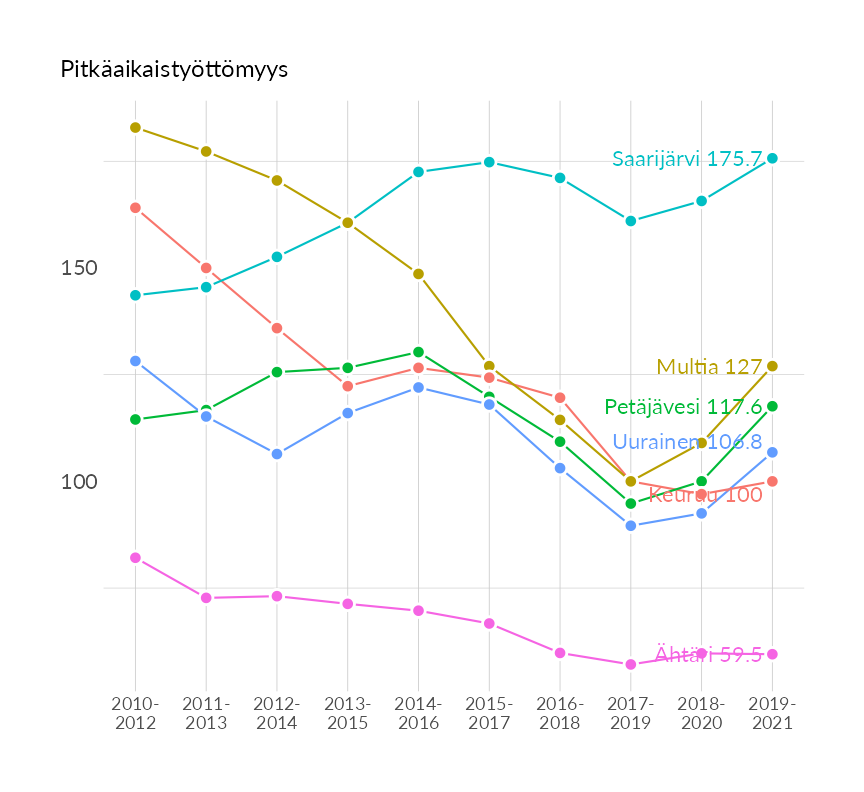 Pitkäaikaistyöttömyys
Saarijärvi 175.7
150
Multia 127
Petäjävesi 117.6
Uurainen 106.8
100
Keuruu 100
Ähtäri 59.5
2010- 2011- 2012- 2013- 2014- 2015- 2016- 2017- 2018- 2019-
2012 2013 2014 2015 2016 2017 2018 2019 2020 2021